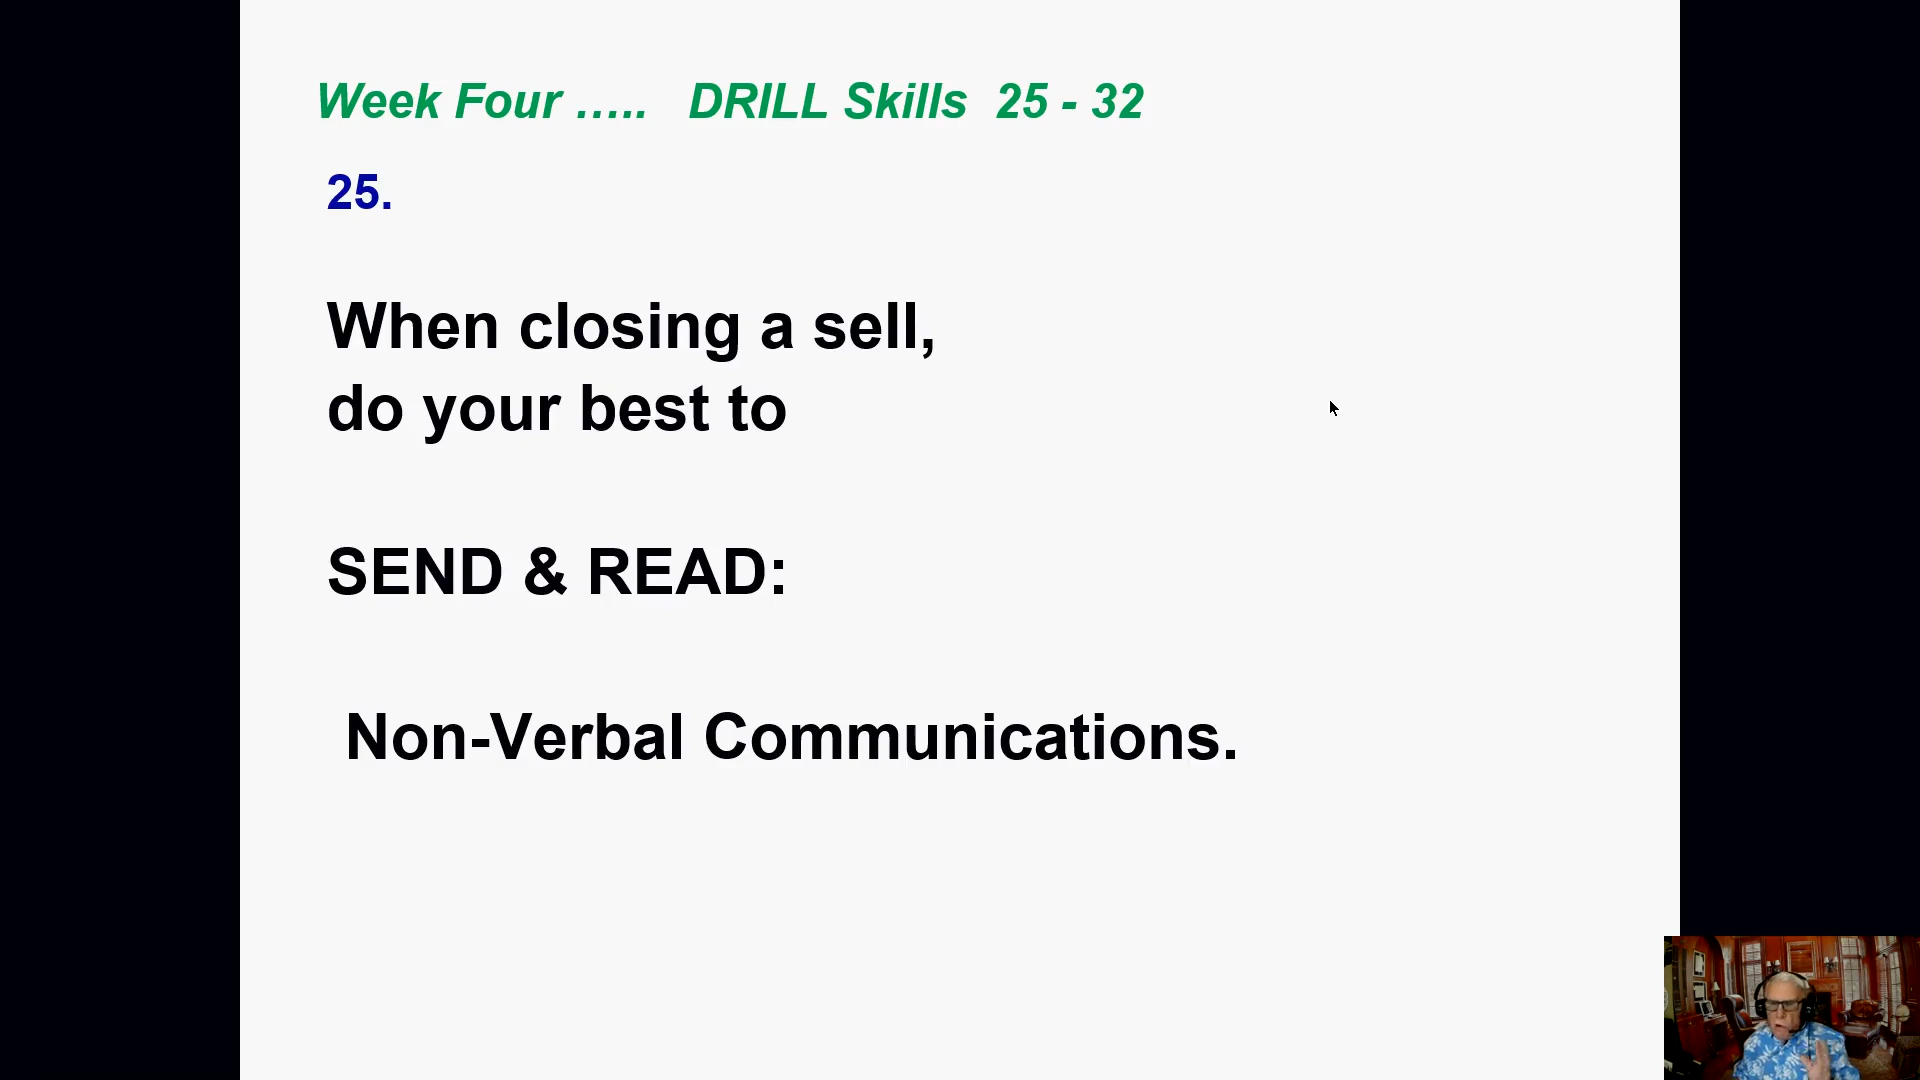 Week Four ..... DRILL Skills 25 - 32
25.
When closing a sell,
do your best to
SEND & READ:
Non-Verbal Communications.